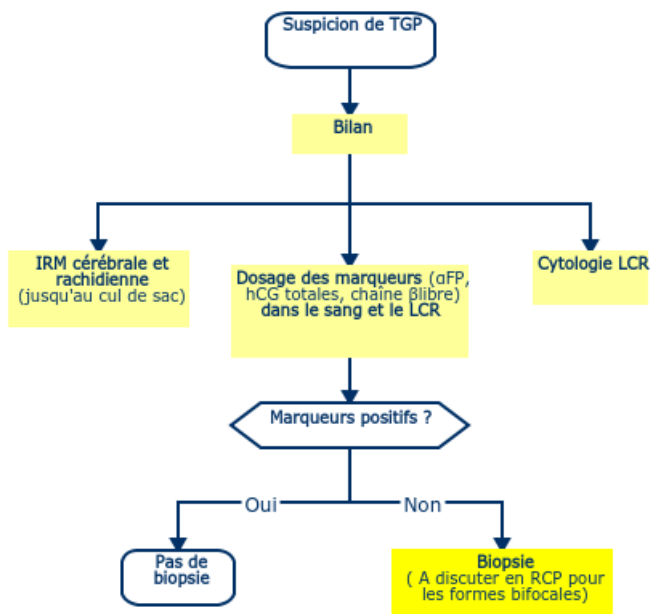 Suspicion de TGP
Bilan
IRM cérébrale et
rachidienne
(jusqu'au cul de sac)
Dosage des marqueurs (αFP,
hCG totales, chaîne βlibre)
dans le sang et le LCR
Cytologie LCR
Marqueurs positifs ?
Oui
Non
Pas de
biopsie
Biopsie
( A discuter en RCP pour
les formes bifocales)